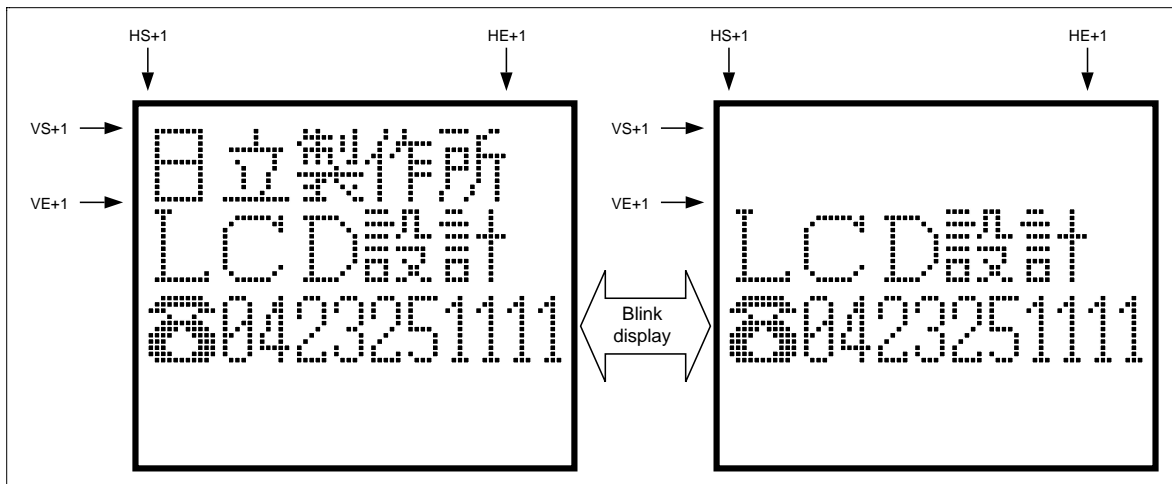 HS+1 HE+1 HS+1 HE+1
VS+1 VS+1
VE+1 VE+1
日立製作所
LCD設計
☎0423251111
Blink
display
LCD設計
☎0423251111